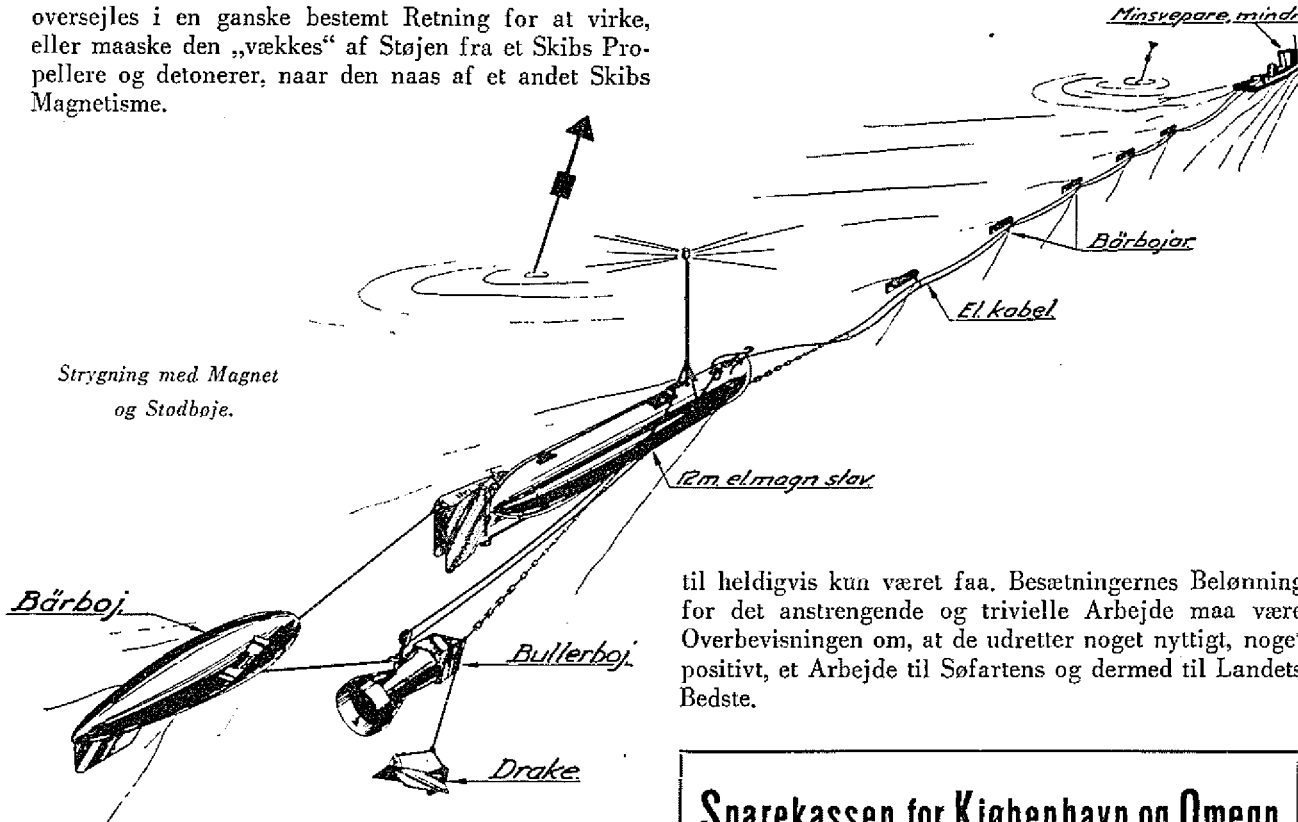 oversejles i en ganske bestemt Retning for at virke,
eller maaske den „vækkes“ af Støjen fra et Skibs Pro-
pellere og detonerer, naar den naas af et andet Skibs
Magnetisme.
Minsvepare, mindr
Bärbojar.
El. kabel.
Strygning med Magnet
og Stødbøje.
12m. el.magn stav.
Bärboj.
Bullerboj.
Drake.
til heldigvis kun været faa. Besætningernes Belønning
for det anstrengende og trivielle Arbejde maa være
Overbevisningen om, at de udretter noget nyttigt, noget
positivt, et Arbejde til Søfartens og dermed til Landets
Bedste.
Sparekassen for Kjøbenhavn og Omegn